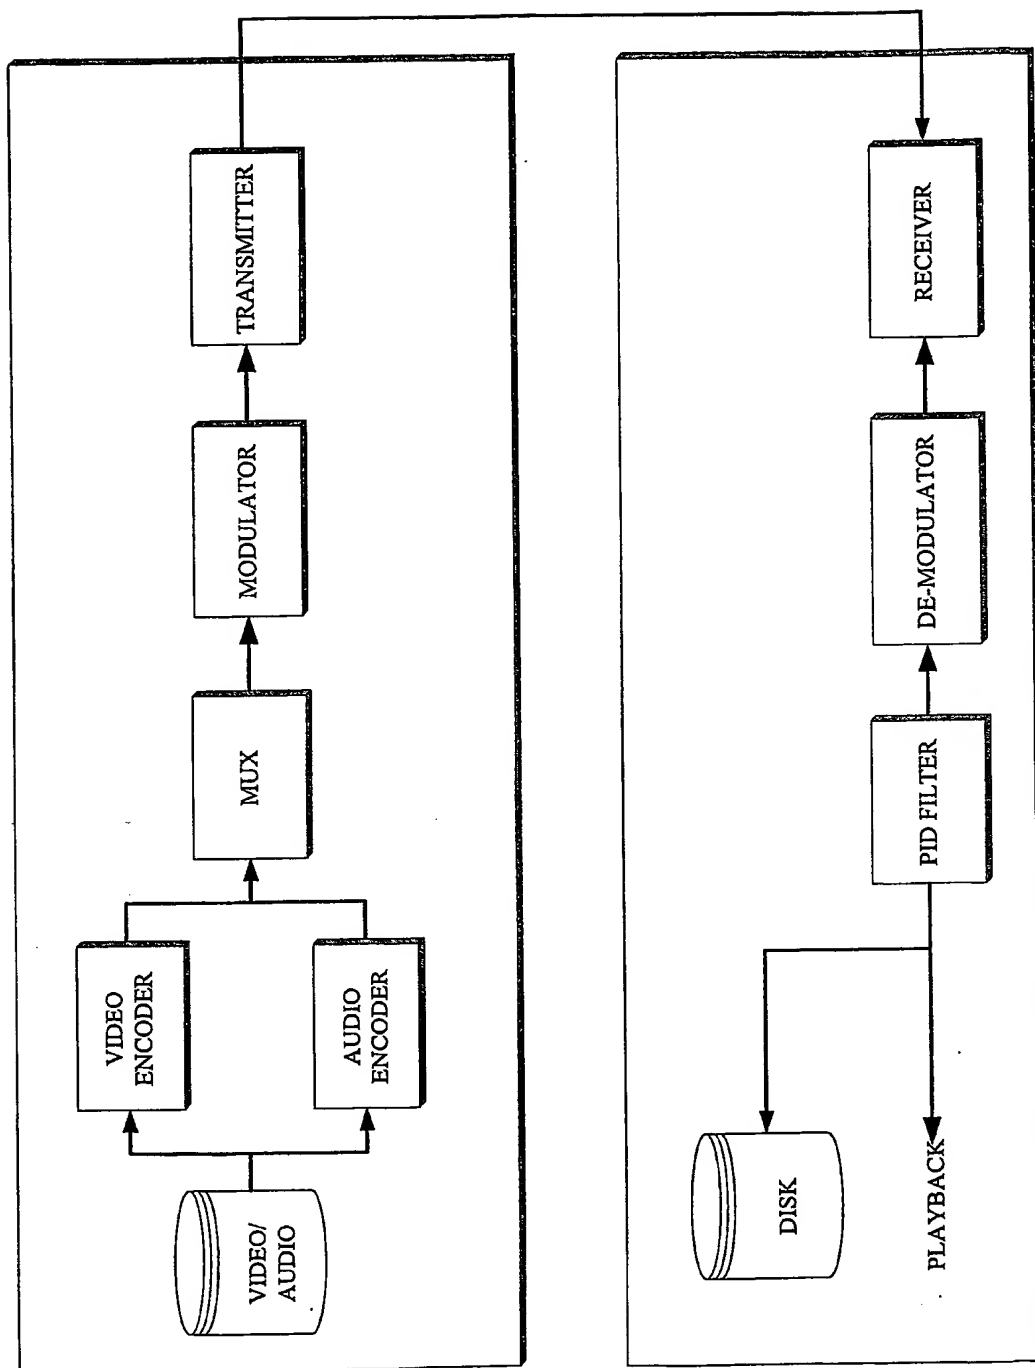 VIDEO/
AUDIO
VIDEO
ENCODER
AUDIO
ENCODER
MUX
MODULATOR
TRANSMITTER
DISK
PLAYBACK
PID FILTER
DE-MODULATOR
RECEIVER